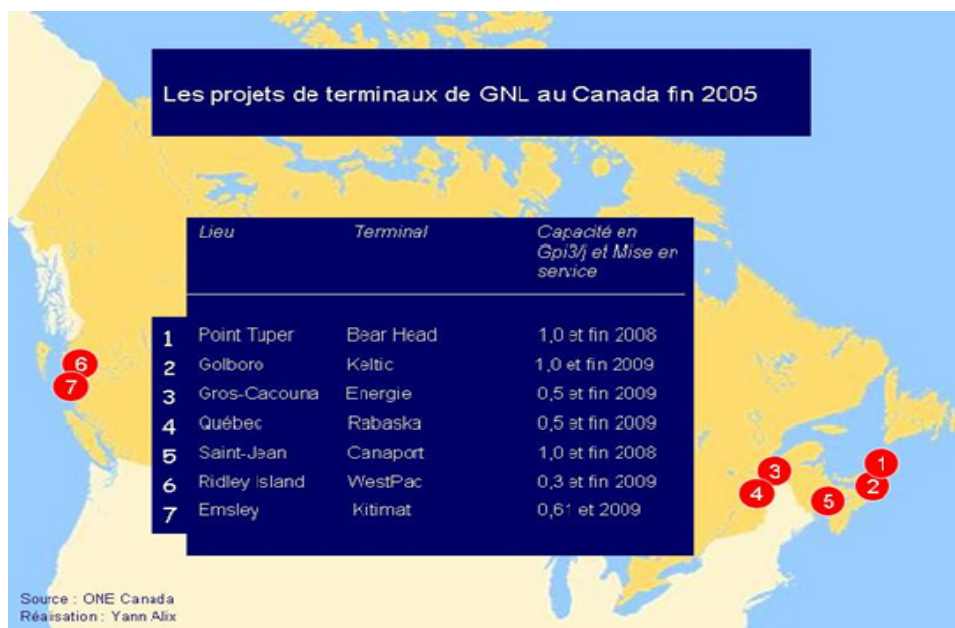 Les projets de terminaux de GNL au Canada fin 2005
Lieu Terminal Capacité en
Gpi3/j et Mise en
service
1 Point Tuper Bear Head 1,0 et fin 2008
2 Golboro Keltic 1,0 et fin 2009
3 Gros-Cacouna Energie 0,5 et fin 2009
4 Québec Rabaska 0,5 et fin 2009
5 Saint-Jean Canaport 1,0 et fin 2008
6 Ridley Island WestPac 0,3 et fin 2009
7 Emsley Kitimat 0,61 et 2009
6
7
3
4
5
1
2
Source : ONE Canada
Réalisation : Yann Alix